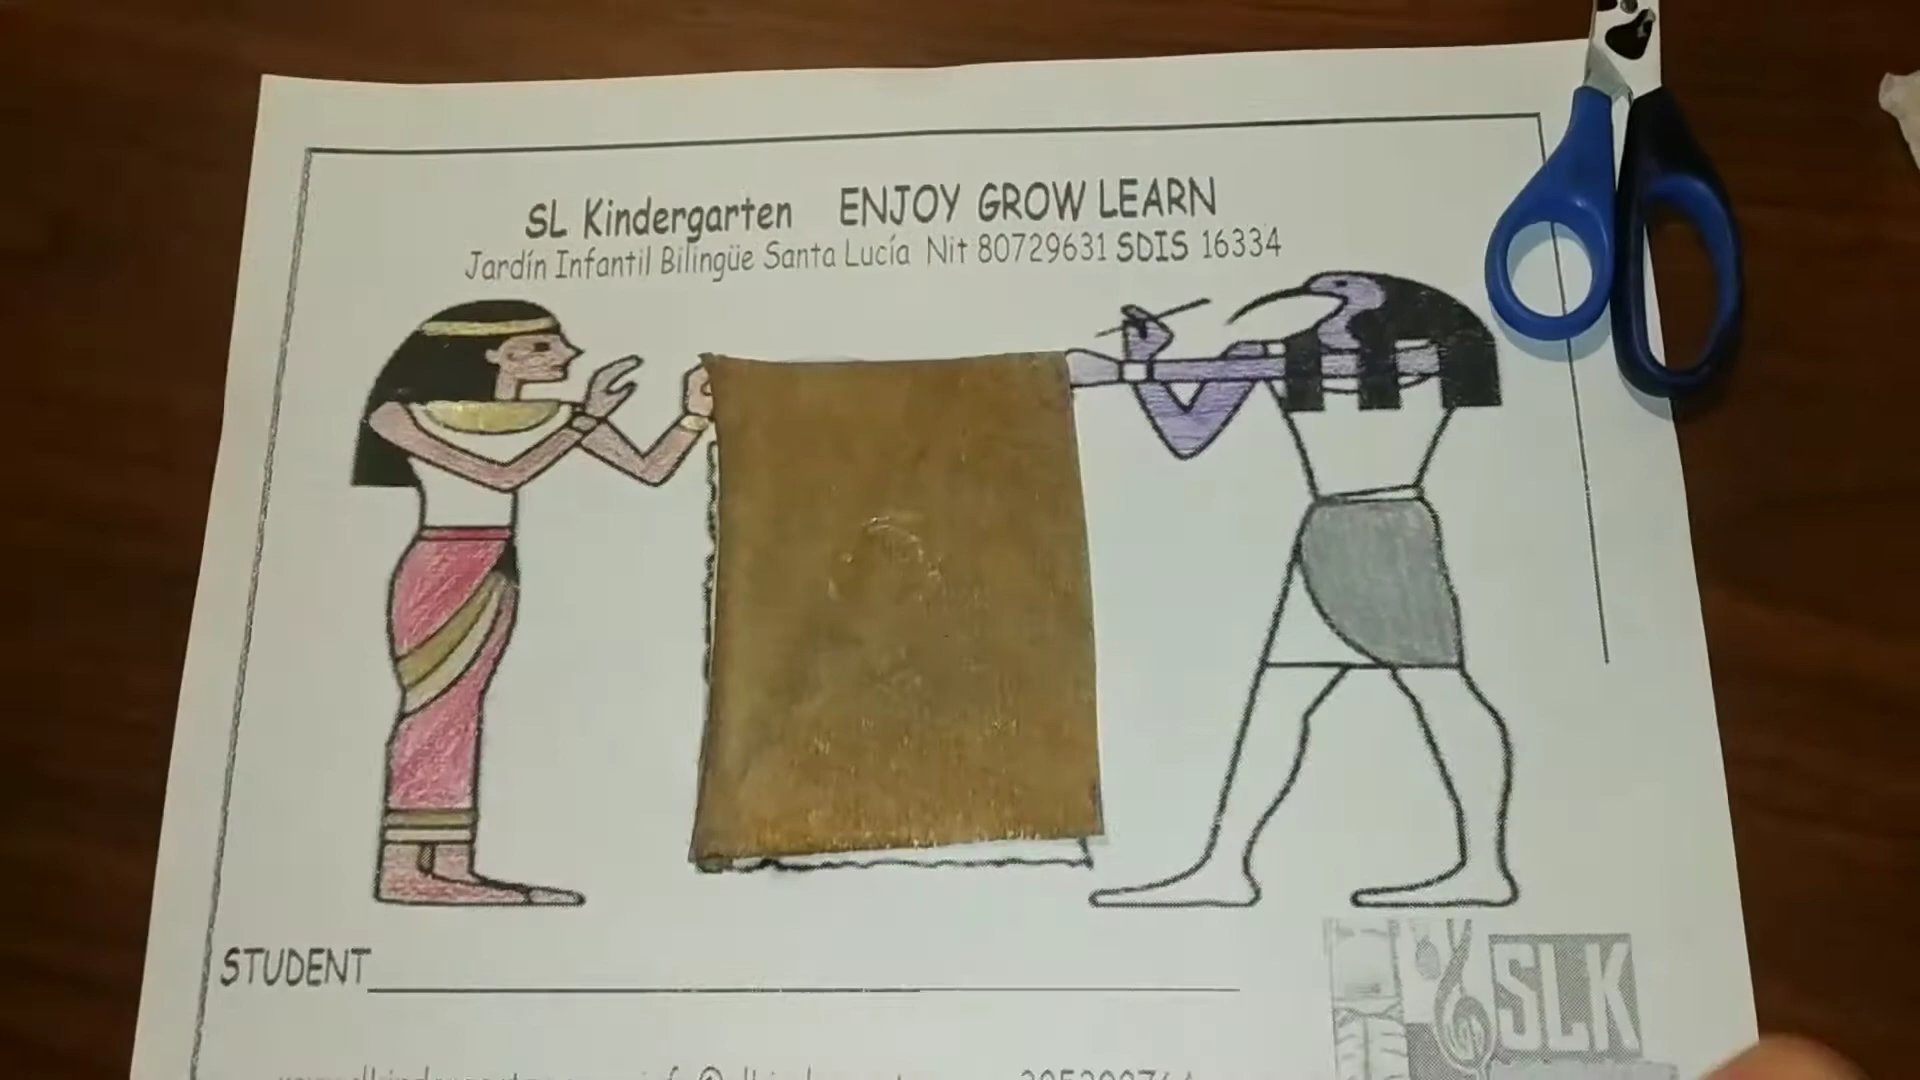 SL Kindergarten ENJOY GROW LEARN
Jardín Infantil Bilingüe Santa Lucía Nit 80729631 SDIS 16334
STUDENT
SLK